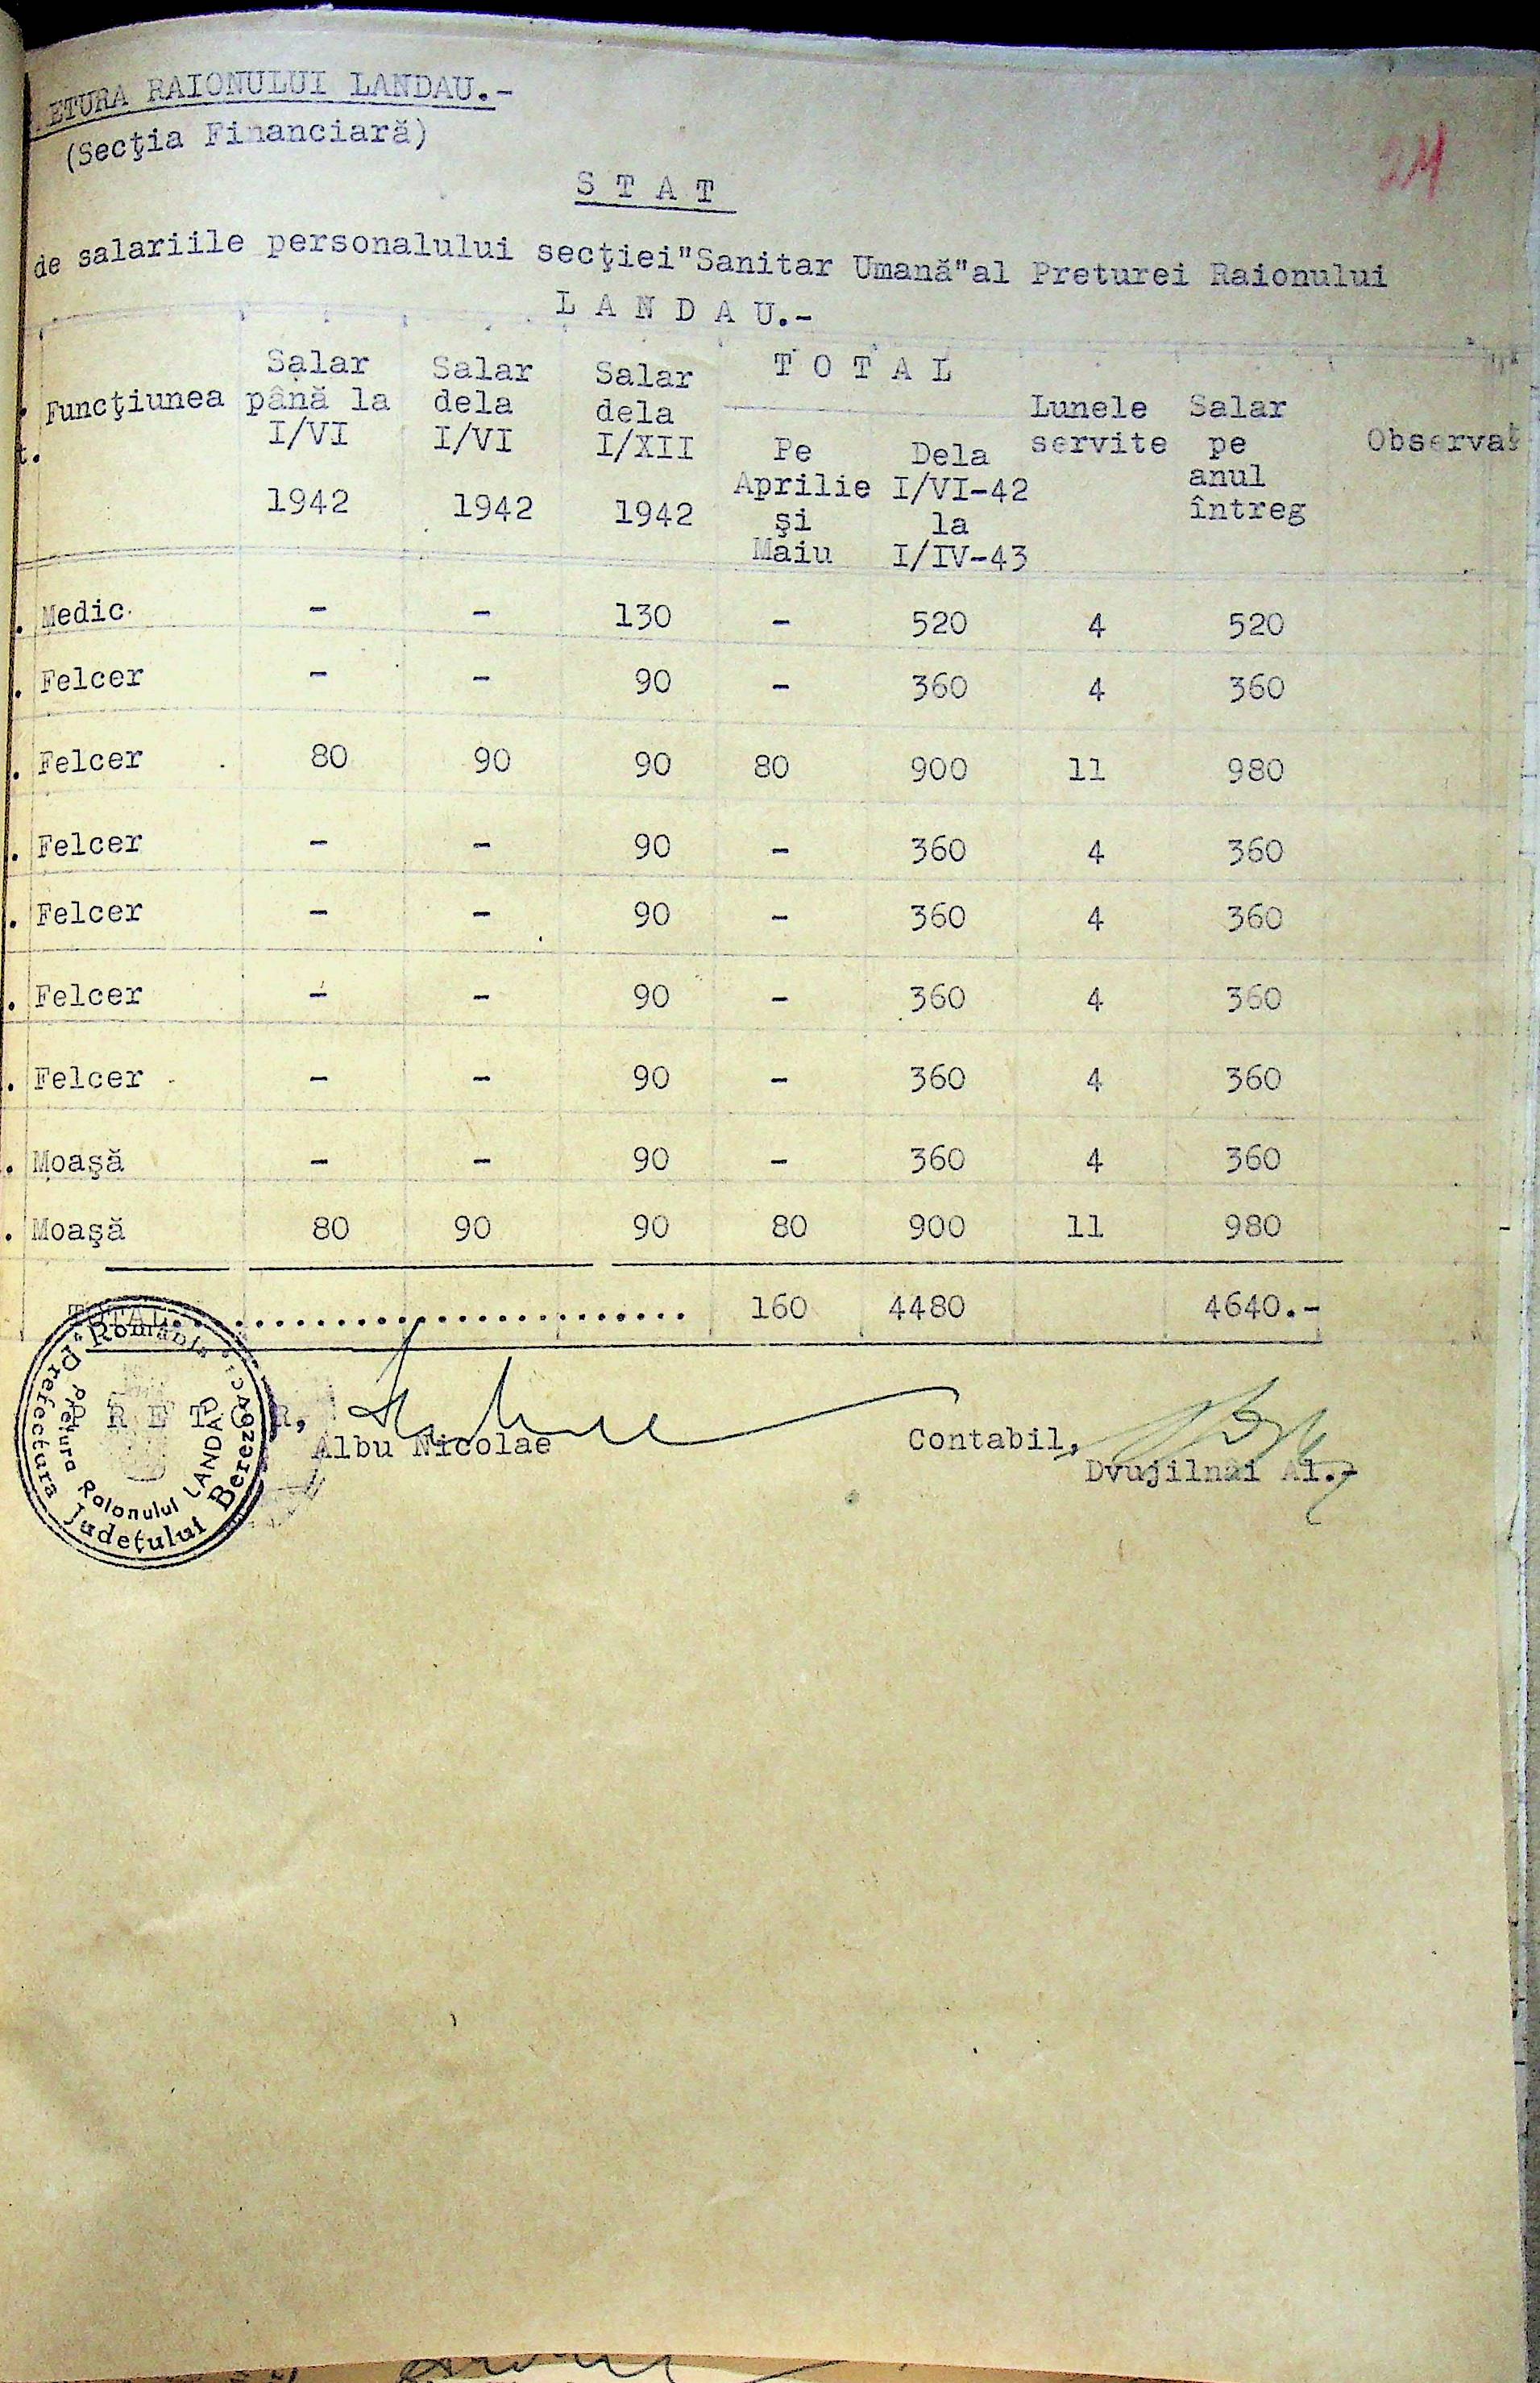 ETURA RAIONULUI LANDAU.-
(Secţia Financiară)
24
S T A T
de salariile personalului secţiei"Sanitar Umană"al Preturei Raionului
L A N D A U.-
t. Funcţiunea Salar până la I/VI 1942 Salar dela I/VI 1942 Salar dela I/XII 1942 T O T A L Pe Aprilie şi Maiu Dela I/VI-42 la I/IV-43 Lunele servite Salar pe anul întreg Observaţ
. Medic - - 130 - 520 4 520
. Felcer - - 90 - 360 4 360
. Felcer 80 90 90 80 900 11 980
. Felcer - - 90 - 360 4 360
. Felcer - - 90 - 360 4 360
. Felcer - - 90 - 360 4 360
. Felcer - - 90 - 360 4 360
. Moaşă - - 90 - 360 4 360
. Moaşă 80 90 90 80 900 11 980
TOTAL................................ 160 4480 4640.-
P R E T O R,
Albu Nicolae
Contabil,
Dvujilnâi Al.-
România
Prefectura Judeţului Berezovca
Pretura Raionului LANDAU